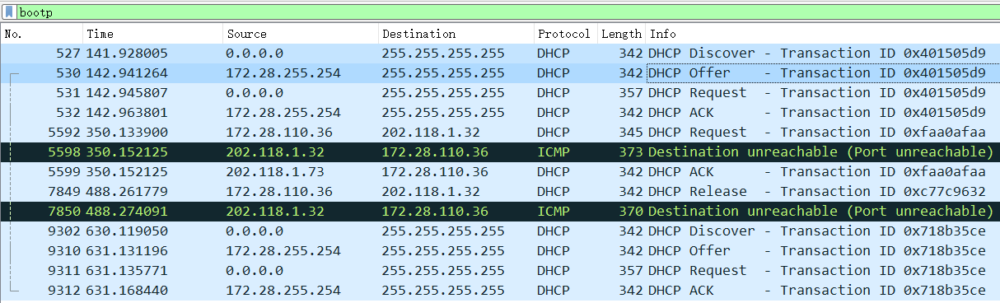 bootp
No. Time Source Destination Protocol Length Info
527 141.928005 0.0.0.0 255.255.255.255 DHCP 342 DHCP Discover - Transaction ID 0x401505d9
530 142.941264 172.28.255.254 255.255.255.255 DHCP 342 DHCP Offer - Transaction ID 0x401505d9
531 142.945807 0.0.0.0 255.255.255.255 DHCP 357 DHCP Request - Transaction ID 0x401505d9
532 142.963801 172.28.255.254 255.255.255.255 DHCP 342 DHCP ACK - Transaction ID 0x401505d9
5592 350.133900 172.28.110.36 202.118.1.32 DHCP 345 DHCP Request - Transaction ID 0xfaa0afaa
5598 350.152125 202.118.1.32 172.28.110.36 ICMP 373 Destination unreachable (Port unreachable)
5599 350.152125 202.118.1.73 172.28.110.36 DHCP 342 DHCP ACK - Transaction ID 0xfaa0afaa
7849 488.261779 172.28.110.36 202.118.1.32 DHCP 342 DHCP Release - Transaction ID 0xc77c9632
7850 488.274091 202.118.1.32 172.28.110.36 ICMP 370 Destination unreachable (Port unreachable)
9302 630.119050 0.0.0.0 255.255.255.255 DHCP 342 DHCP Discover - Transaction ID 0x718b35ce
9310 631.131196 172.28.255.254 255.255.255.255 DHCP 342 DHCP Offer - Transaction ID 0x718b35ce
9311 631.135771 0.0.0.0 255.255.255.255 DHCP 357 DHCP Request - Transaction ID 0x718b35ce
9312 631.168440 172.28.255.254 255.255.255.255 DHCP 342 DHCP ACK - Transaction ID 0x718b35ce